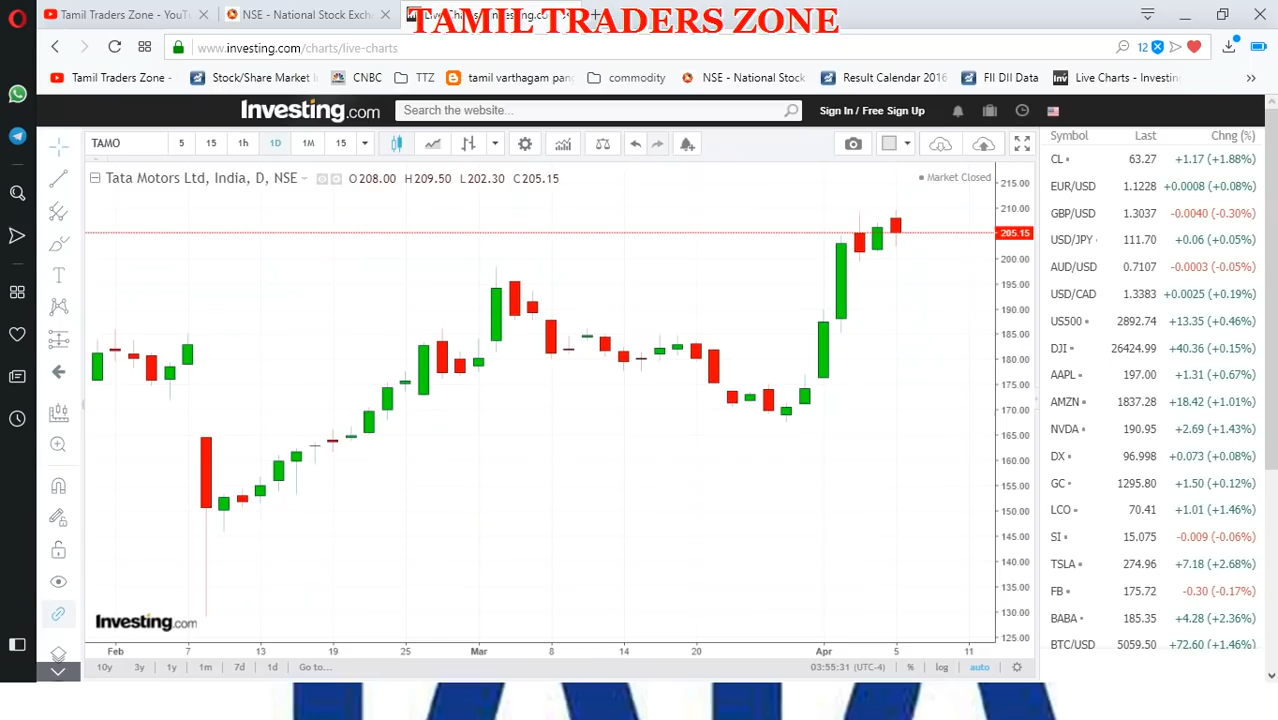 TAMIL TRADERS ZONE
Tamil Traders Zone - YouTu
NSE - National Stock Exch
www.investing.com/charts/live-charts
12
Tamil Traders Zone -
Stock/Share Market I
CNBC
TTZ
tamil varthagam pan
commodity
NSE - National Stock
Result Calendar 2016
FII DII Data
Live Charts - Investing
Investing.com
Search the website...
Sign In / Free Sign Up
TAMO 5 15 1h 1D 1M 15
Tata Motors Ltd, India, D, NSE O208.00 H209.50 L202.30 C205.15
Market Closed
215.00
210.00
205.15
200.00
195.00
190.00
185.00
180.00
175.00
170.00
165.00
160.00
155.00
150.00
145.00
140.00
135.00
130.00
125.00
Investing.com
Feb 7 13 19 25 Mar 8 14 20 Apr 5 11
10y 3y 1y 1m 7d 1d Go to... 03:55:31 (UTC-4) % log auto
Symbol Last Chng (%)
CL 63.27 +1.17 (+1.88%)
EUR/USD 1.1228 +0.0008 (+0.08%)
GBP/USD 1.3037 -0.0040 (-0.30%)
USD/JPY 111.70 +0.06 (+0.05%)
AUD/USD 0.7107 -0.0003 (-0.05%)
USD/CAD 1.3383 +0.0025 (+0.19%)
US500 2892.74 +13.35 (+0.46%)
DJI 26424.99 +40.36 (+0.15%)
AAPL 197.00 +1.31 (+0.67%)
AMZN 1837.28 +18.42 (+1.01%)
NVDA 190.95 +2.69 (+1.43%)
DX 96.998 +0.073 (+0.08%)
GC 1295.80 +1.50 (+0.12%)
LCO 70.41 +1.01 (+1.46%)
SI 15.075 -0.009 (-0.06%)
TSLA 274.96 +7.18 (+2.68%)
FB 175.72 -0.30 (-0.17%)
BABA 185.35 +4.28 (+2.36%)
BTC/USD 5059.50 +72.60 (+1.46%)